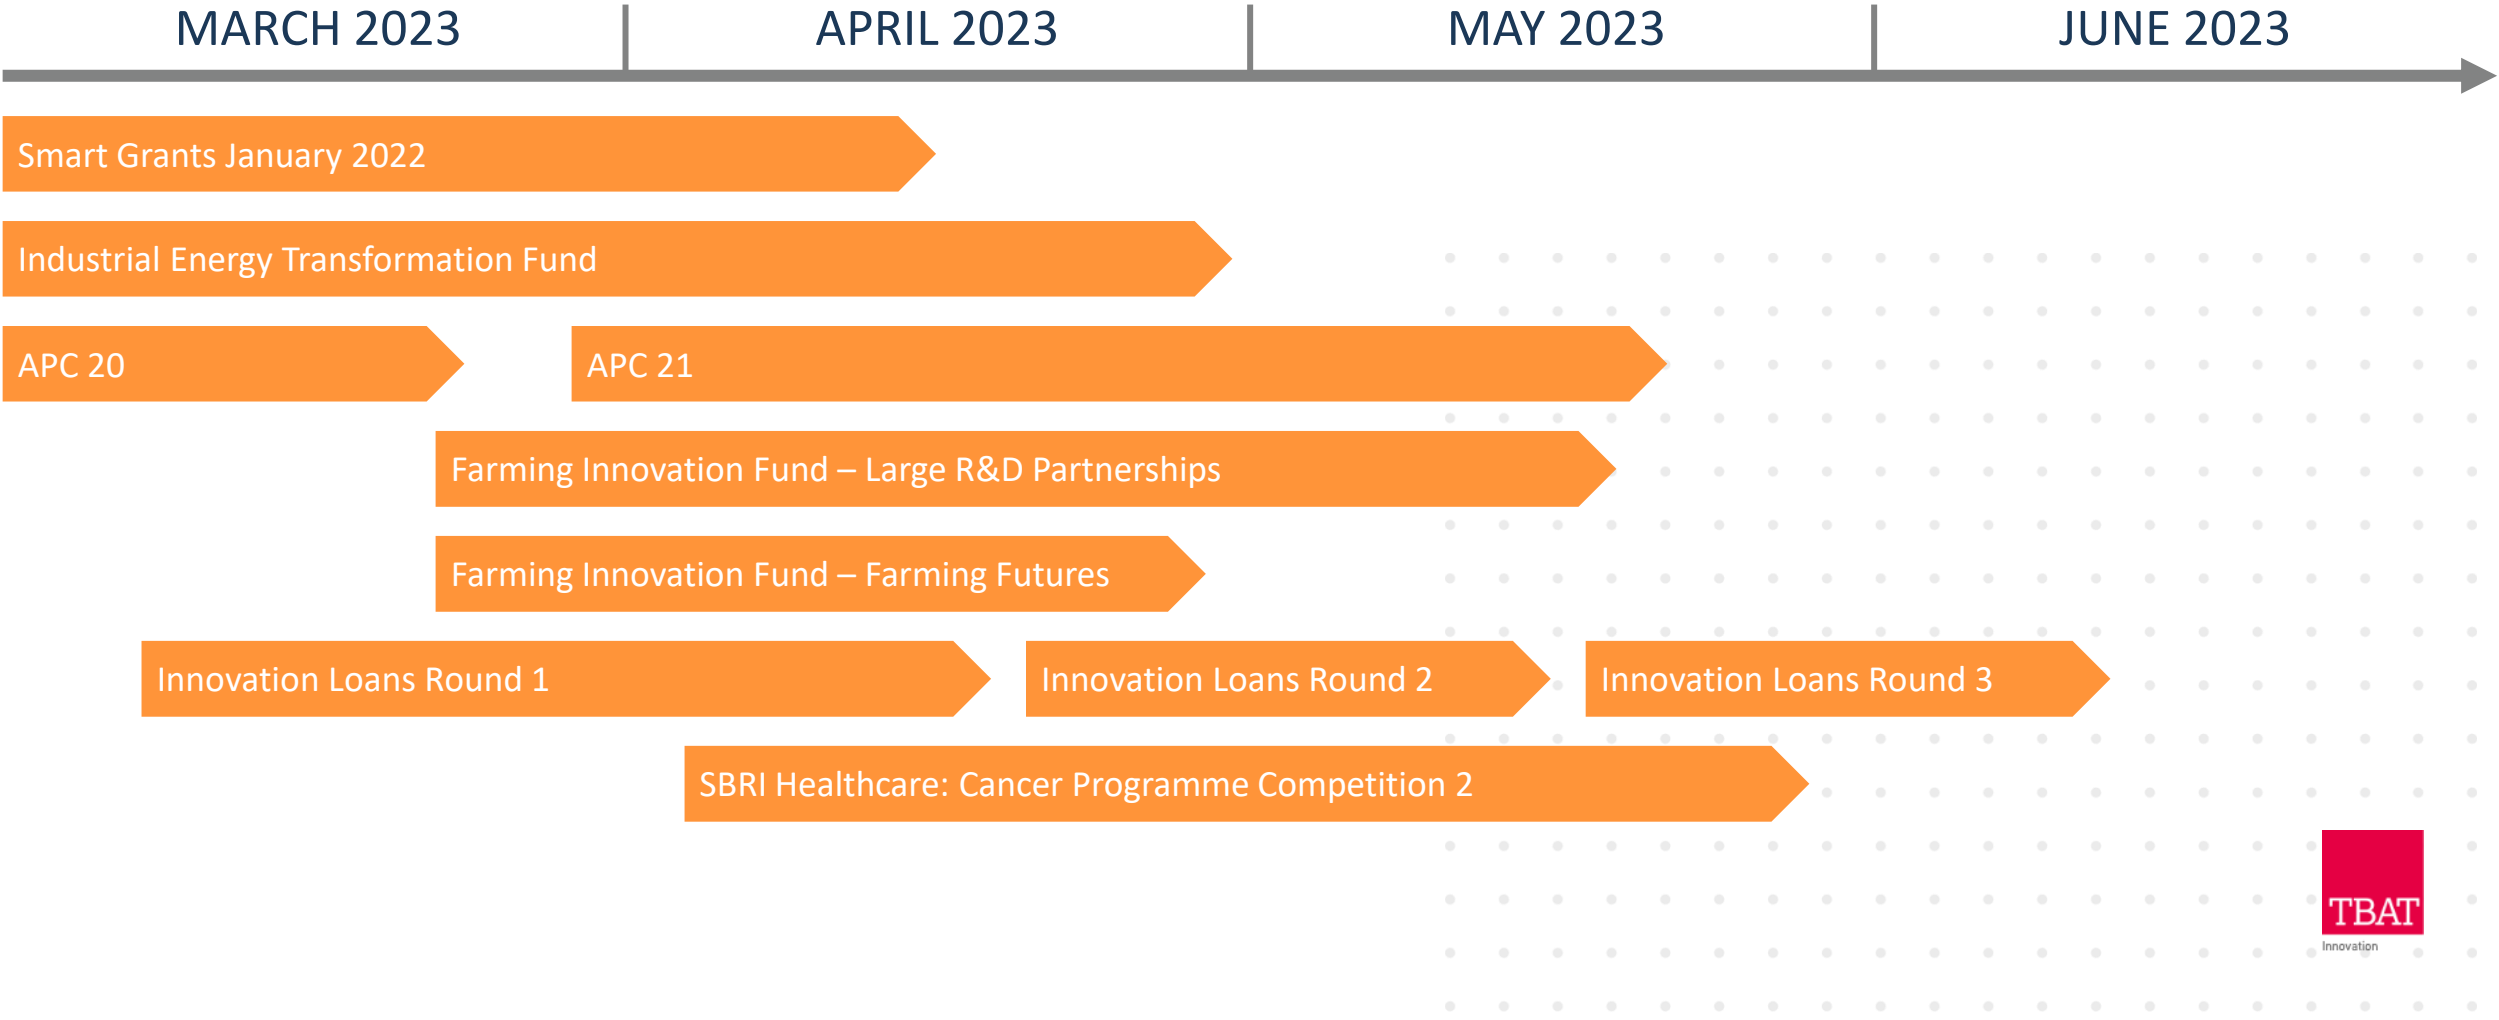 MARCH 2023
APRIL 2023
MAY 2023
JUNE 2023
Smart Grants January 2022
Industrial Energy Transformation Fund
APC 20
APC 21
Farming Innovation Fund – Large R&D Partnerships
Farming Innovation Fund – Farming Futures
Innovation Loans Round 1
Innovation Loans Round 2
Innovation Loans Round 3
SBRI Healthcare: Cancer Programme Competition 2
TBAT
Innovation